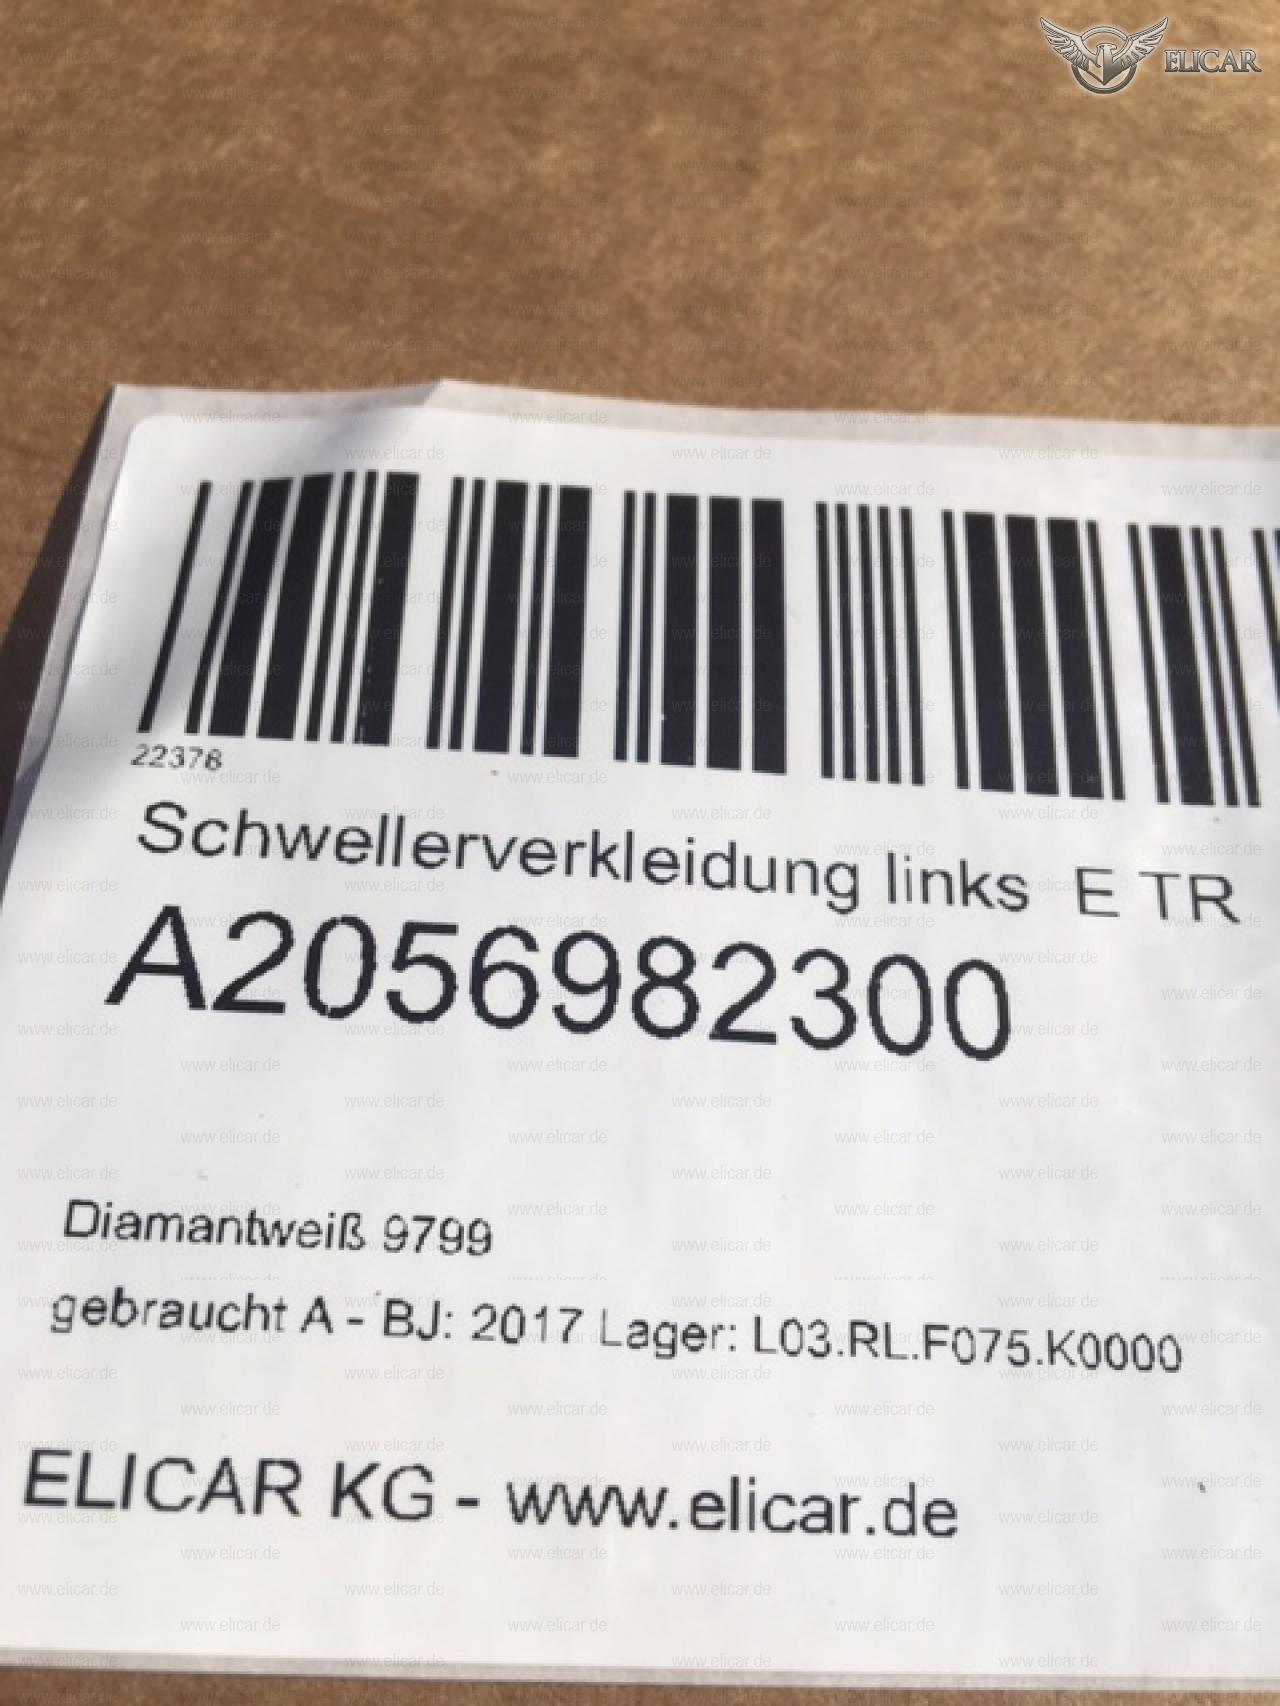 ELICAR
22378
Schwellerverkleidung links E TR
A2056982300
Diamantweiß 9799
gebraucht A - BJ: 2017 Lager: L03.RL.F075.K0000
ELICAR KG - www.elicar.de